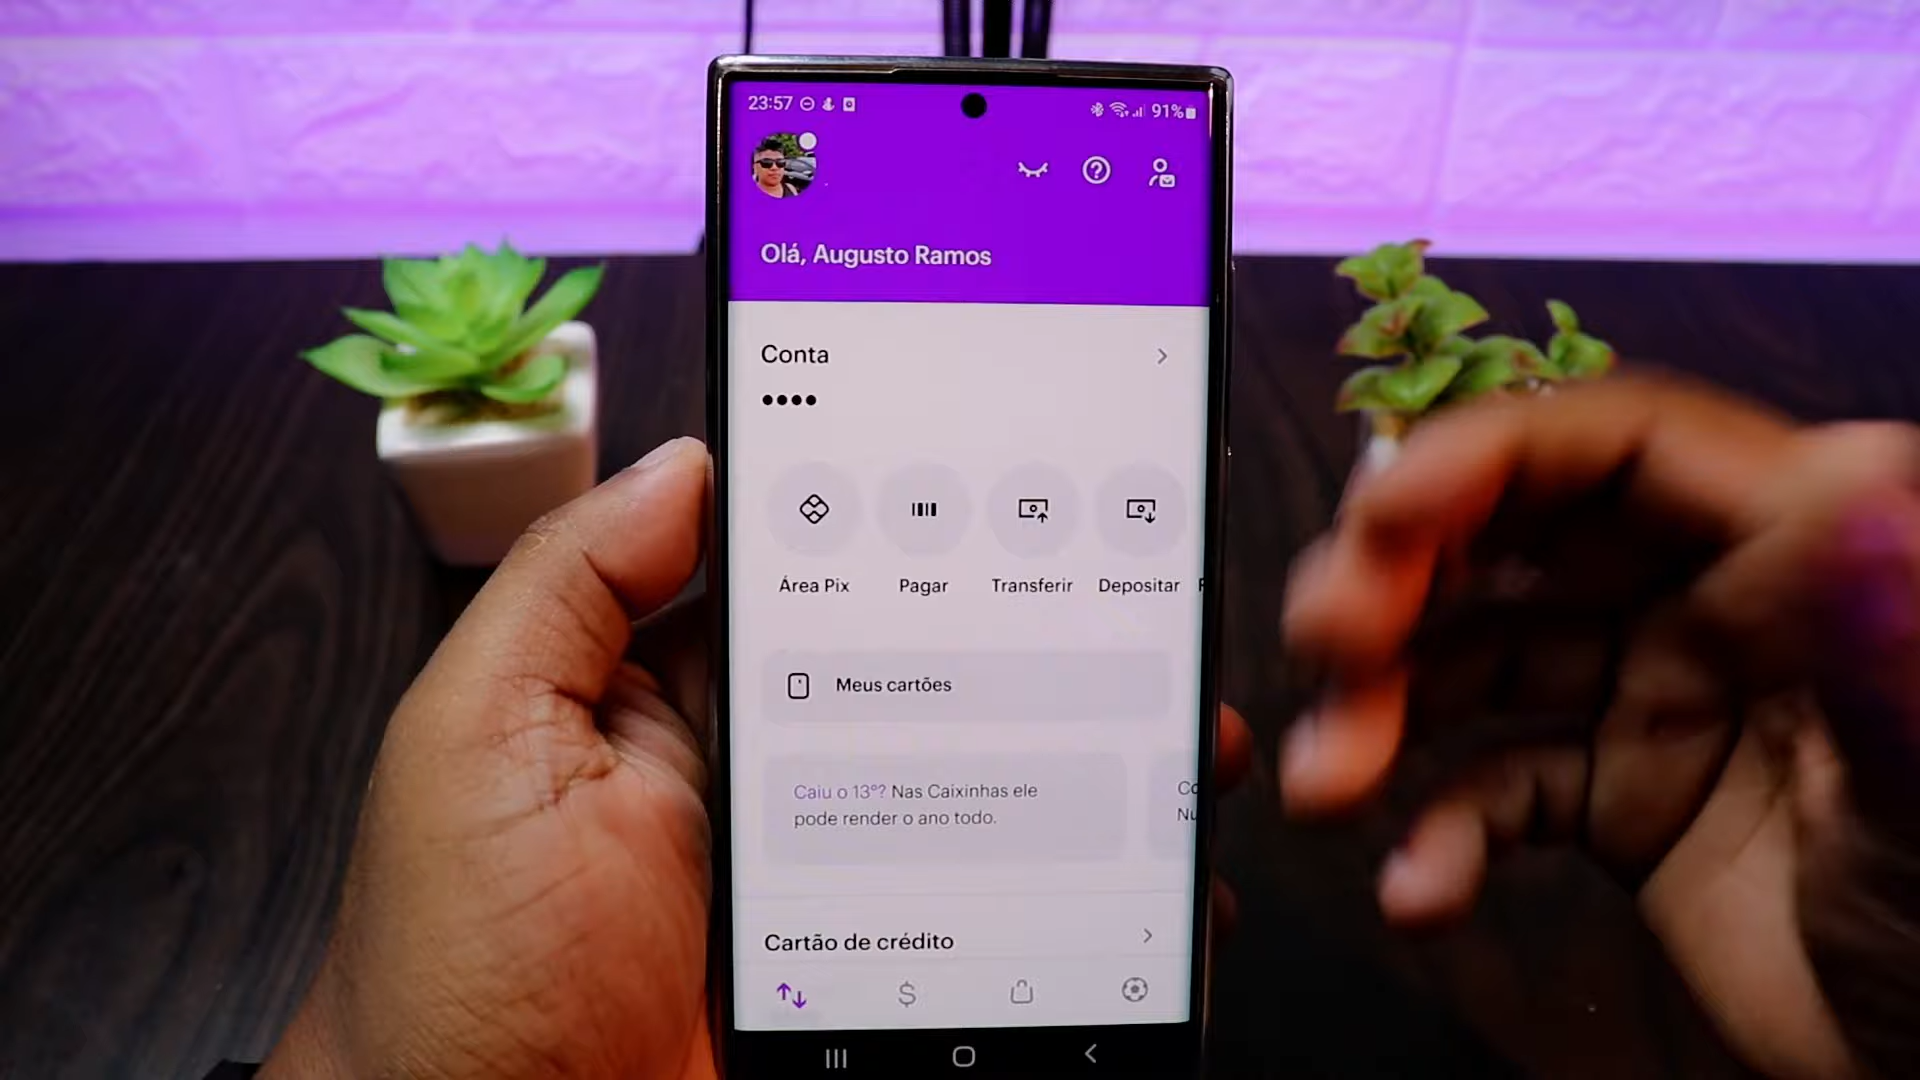 23:57
91%
Olá, Augusto Ramos
Conta
Área Pix
Pagar
Transferir
Depositar
Meus cartões
Caiu o 13º? Nas Caixinhas ele
pode render o ano todo.
Cartão de crédito